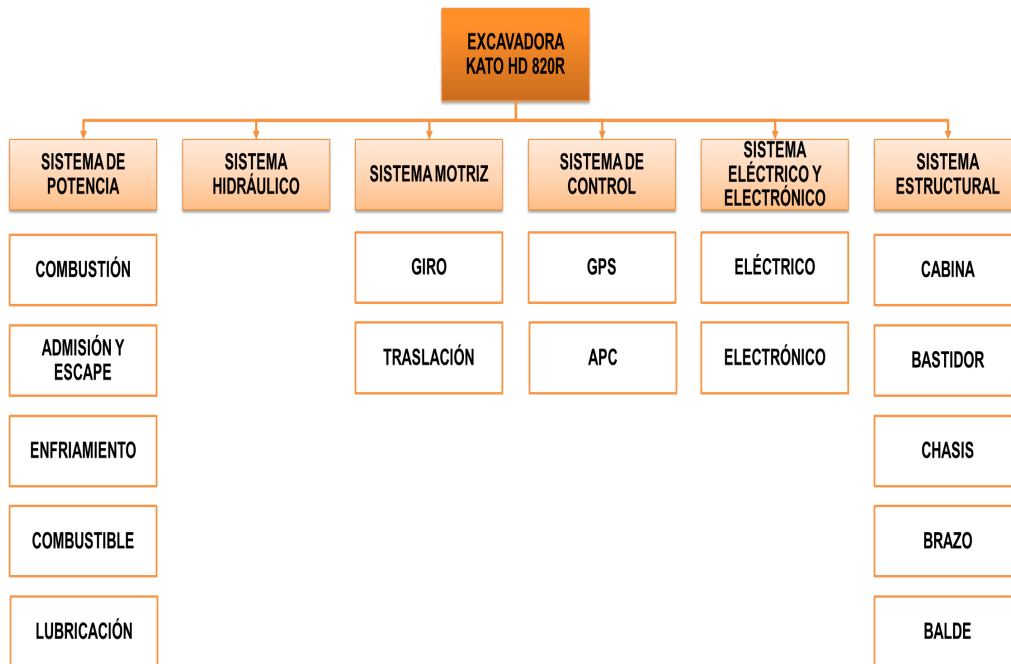 EXCAVADORA
KATO HD 820R
SISTEMA DE
POTENCIA
SISTEMA
HIDRÁULICO
SISTEMA MOTRIZ
SISTEMA DE
CONTROL
SISTEMA
ELÉCTRICO Y
ELECTRÓNICO
SISTEMA
ESTRUCTURAL
COMBUSTIÓN
GIRO
GPS
ELÉCTRICO
CABINA
ADMISIÓN Y
ESCAPE
TRASLACIÓN
APC
ELECTRÓNICO
BASTIDOR
ENFRIAMIENTO
CHASIS
COMBUSTIBLE
BRAZO
LUBRICACIÓN
BALDE